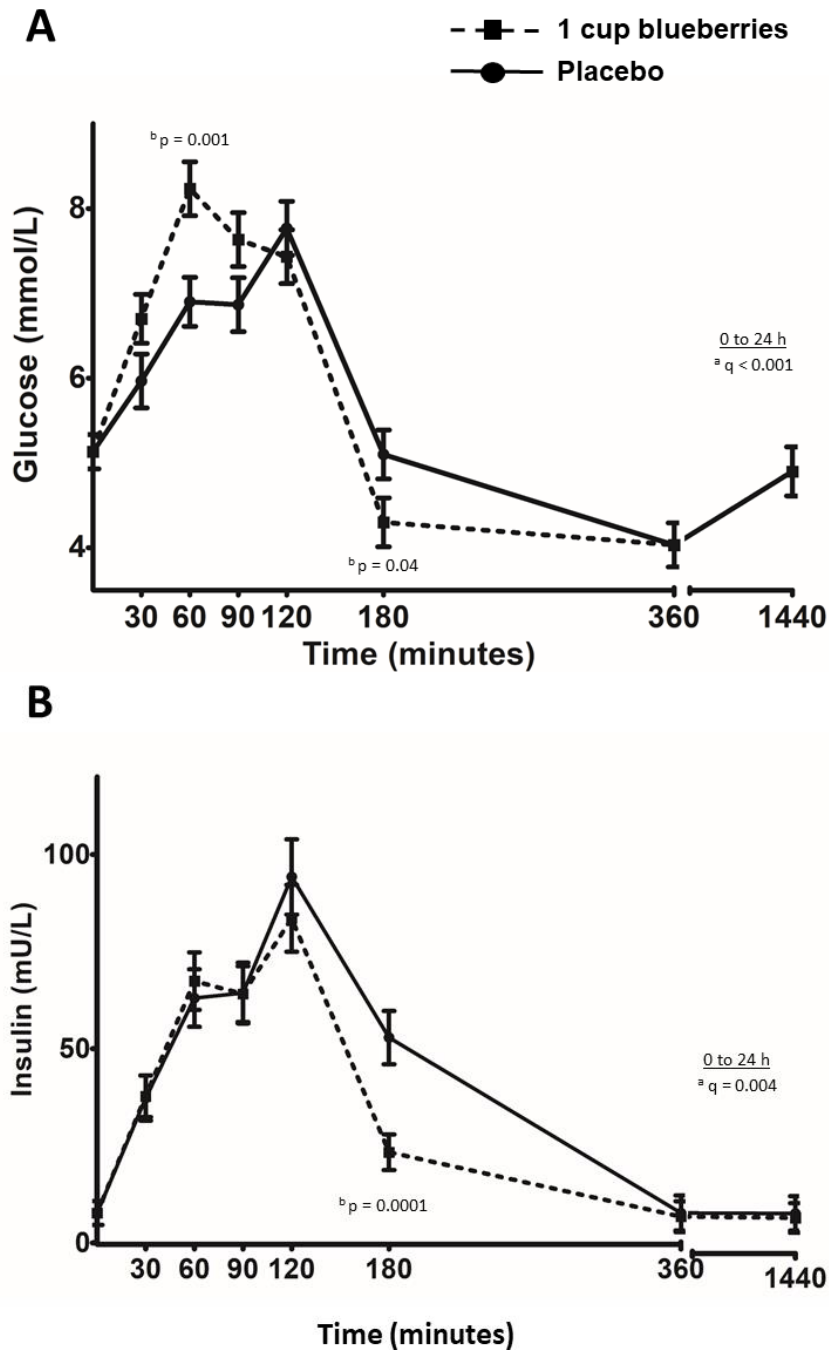 A
1 cup blueberries
Placebo
ᵇ p = 0.001
8
6
4
Glucose (mmol/L)
0 to 24 h
ᵃ q < 0.001
ᵇ p = 0.04
30 60 90 120 180 360 1440
Time (minutes)
B
100
50
0
Insulin (mU/L)
0 to 24 h
ᵃ q = 0.004
ᵇ p = 0.0001
30 60 90 120 180 360 1440
Time (minutes)